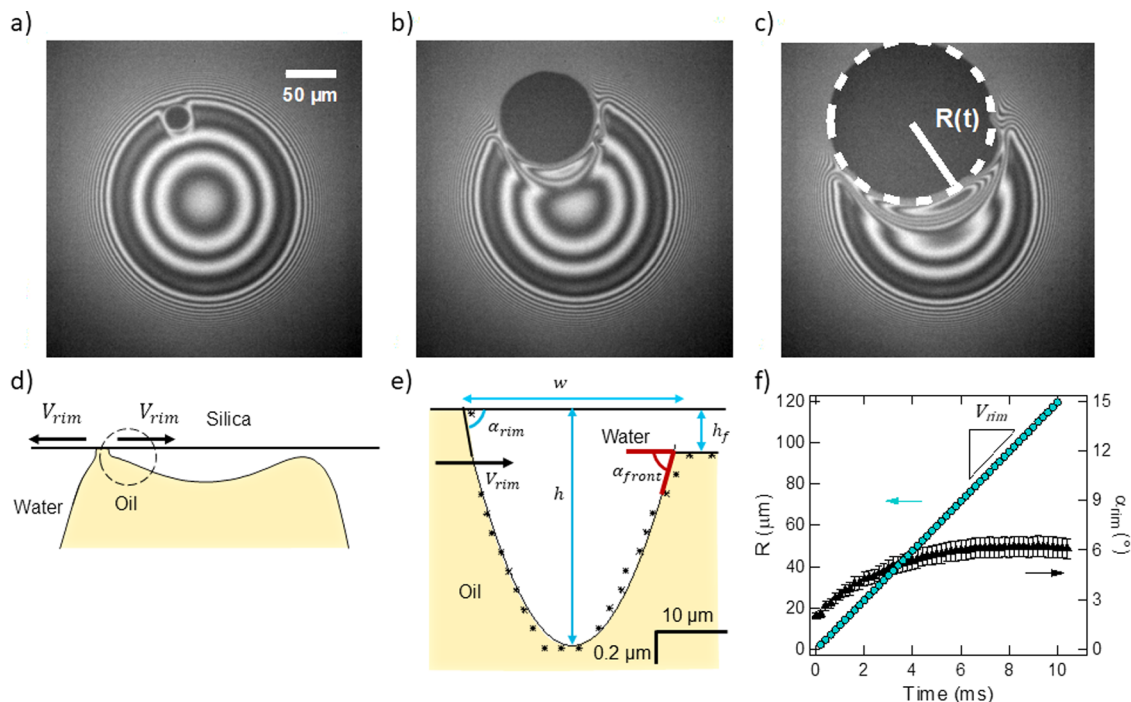 a)
b)
c)
50 µm
R(t)
d)
e)
f)
V_rim
V_rim
Silica
Water
Oil
w
α_rim
Water
h_f
V_rim
α_front
h
Oil
10 µm
0.2 µm
120
100
80
60
40
20
0
R (µm)
V_rim
15
12
9
6
3
0
α_rim (°)
0
2
4
6
8
10
Time (ms)